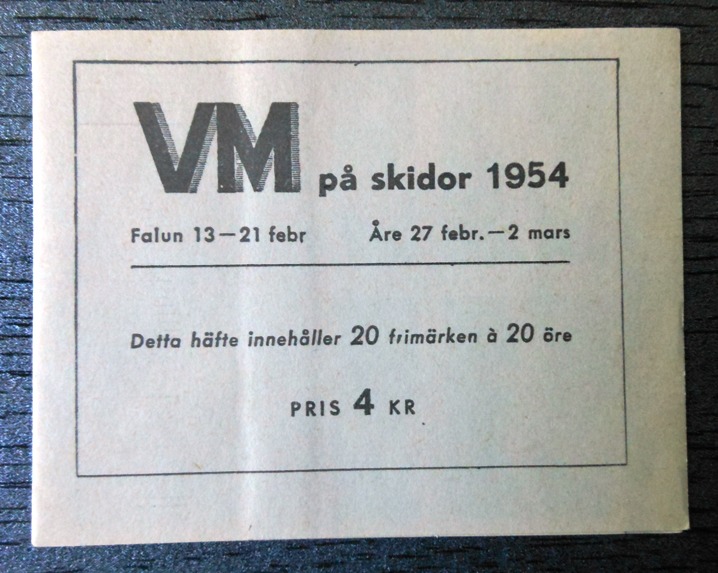 VM på skidor 1954
Falun 13—21 febr Åre 27 febr.—2 mars
Detta häfte innehåller 20 frimärken à 20 öre
PRIS 4 KR